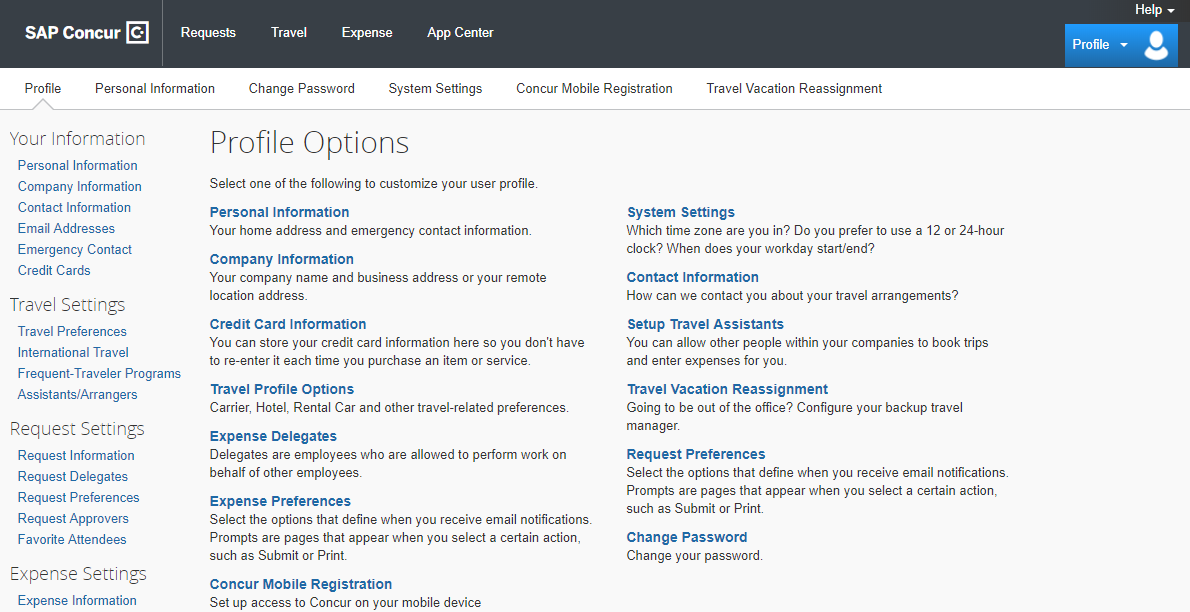 Help
SAP Concur C
Requests
Travel
Expense
App Center
Profile
Profile
Personal Information
Change Password
System Settings
Concur Mobile Registration
Travel Vacation Reassignment
Your Information
Personal Information
Company Information
Contact Information
Email Addresses
Emergency Contact
Credit Cards
Travel Settings
Travel Preferences
International Travel
Frequent-Traveler Programs
Assistants/Arrangers
Request Settings
Request Information
Request Delegates
Request Preferences
Request Approvers
Favorite Attendees
Expense Settings
Expense Information
Profile Options
Select one of the following to customize your user profile.
Personal Information
Your home address and emergency contact information.
Company Information
Your company name and business address or your remote
location address.
Credit Card Information
You can store your credit card information here so you don't have
to re-enter it each time you purchase an item or service.
Travel Profile Options
Carrier, Hotel, Rental Car and other travel-related preferences.
Expense Delegates
Delegates are employees who are allowed to perform work on
behalf of other employees.
Expense Preferences
Select the options that define when you receive email notifications.
Prompts are pages that appear when you select a certain action,
such as Submit or Print.
Concur Mobile Registration
Set up access to Concur on your mobile device
System Settings
Which time zone are you in? Do you prefer to use a 12 or 24-hour
clock? When does your workday start/end?
Contact Information
How can we contact you about your travel arrangements?
Setup Travel Assistants
You can allow other people within your companies to book trips
and enter expenses for you.
Travel Vacation Reassignment
Going to be out of the office? Configure your backup travel
manager.
Request Preferences
Select the options that define when you receive email notifications.
Prompts are pages that appear when you select a certain action,
such as Submit or Print.
Change Password
Change your password.